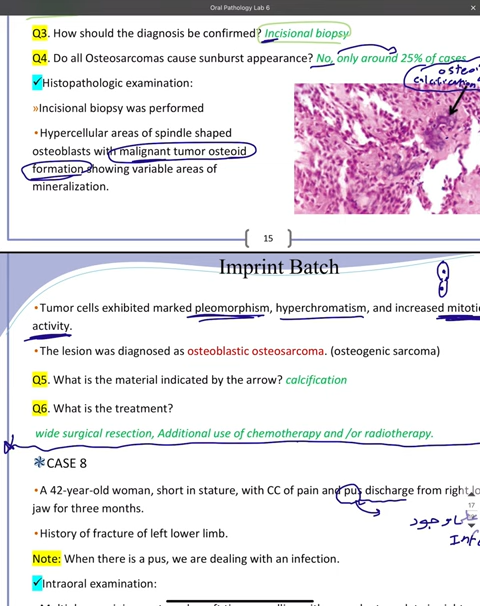 Oral Pathology Lab 6
Q3. How should the diagnosis be confirmed? Incisional biopsy
Q4. Do all Osteosarcomas cause sunburst appearance? No, only around 25% of cases
osteo
calcification
✓Histopathologic examination:
»Incisional biopsy was performed
•Hypercellular areas of spindle shaped
osteoblasts with malignant tumor osteoid
formation showing variable areas of
mineralization.
15
Imprint Batch
•Tumor cells exhibited marked pleomorphism, hyperchromatism, and increased mitoti
activity.
•The lesion was diagnosed as osteoblastic osteosarcoma. (osteogenic sarcoma)
Q5. What is the material indicated by the arrow? calcification
Q6. What is the treatment?
wide surgical resection, Additional use of chemotherapy and /or radiotherapy.
CASE 8
•A 42-year-old woman, short in stature, with CC of pain and pus discharge from right lo
jaw for three months.
17
وجود
Infe
•History of fracture of left lower limb.
Note: When there is a pus, we are dealing with an infection.
✓Intraoral examination: